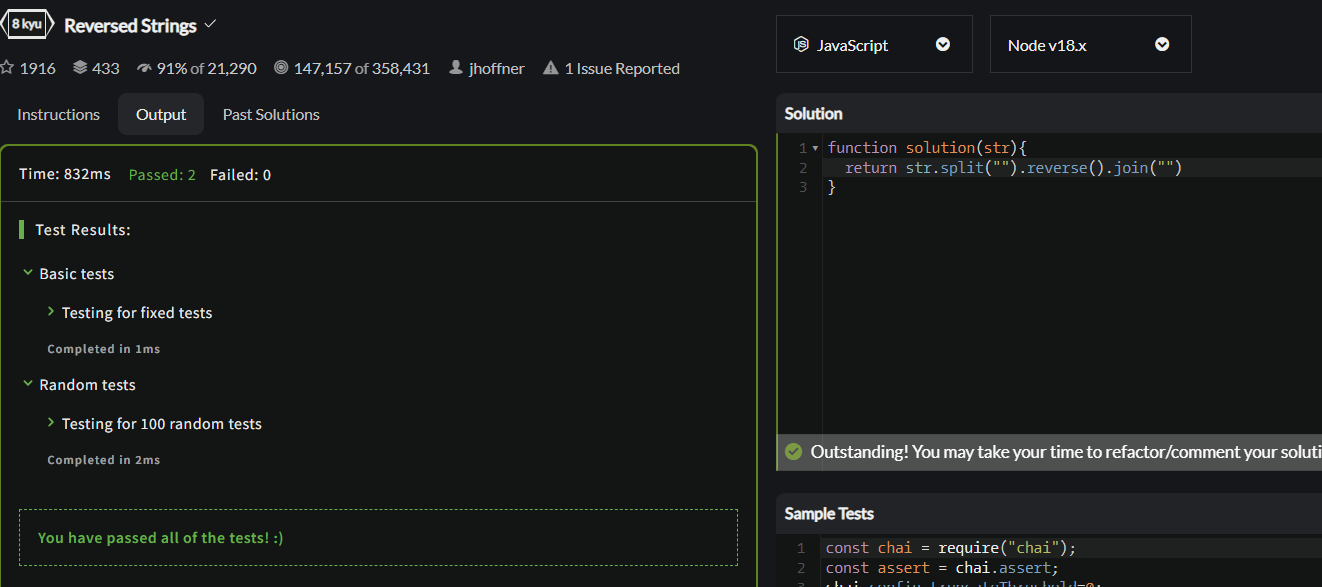 8 kyu Reversed Strings
1916 433 91% of 21,290 147,157 of 358,431 jhoffner 1 Issue Reported
Instructions Output Past Solutions
Time: 832ms Passed: 2 Failed: 0
Test Results:
Basic tests
Testing for fixed tests
Completed in 1ms
Random tests
Testing for 100 random tests
Completed in 2ms
You have passed all of the tests! :)
JavaScript Node v18.x
Solution
1 function solution(str){
2 return str.split("").reverse().join("")
3 }
Outstanding! You may take your time to refactor/comment your soluti
Sample Tests
1 const chai = require("chai");
2 const assert = chai.assert;